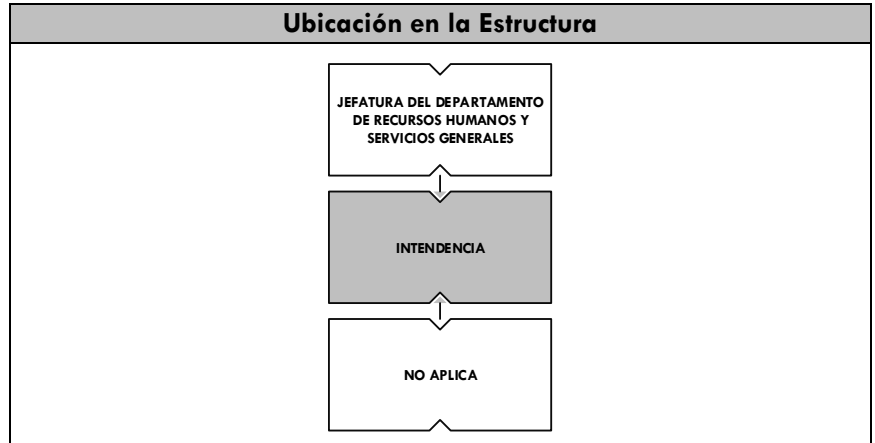 Ubicación en la Estructura
JEFATURA DEL DEPARTAMENTO
DE RECURSOS HUMANOS Y
SERVICIOS GENERALES
INTENDENCIA
NO APLICA